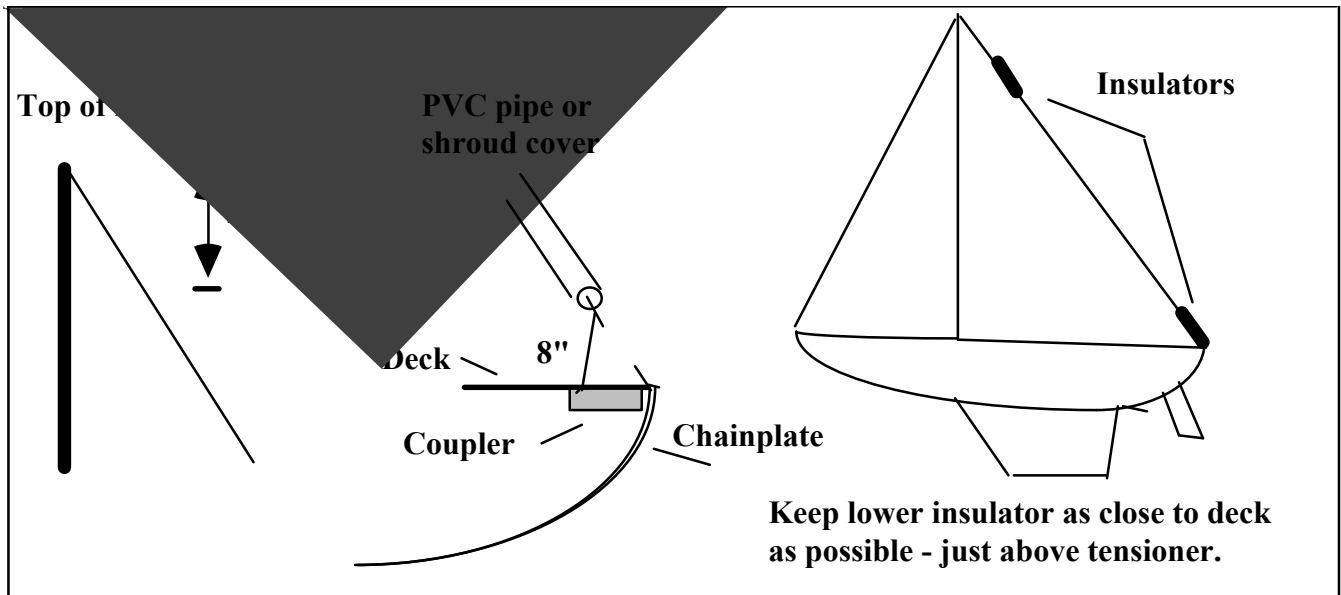 Top of
PVC pipe or
shroud cover
Insulators
8"
Deck
Coupler
Chainplate
Keep lower insulator as close to deck
as possible - just above tensioner.